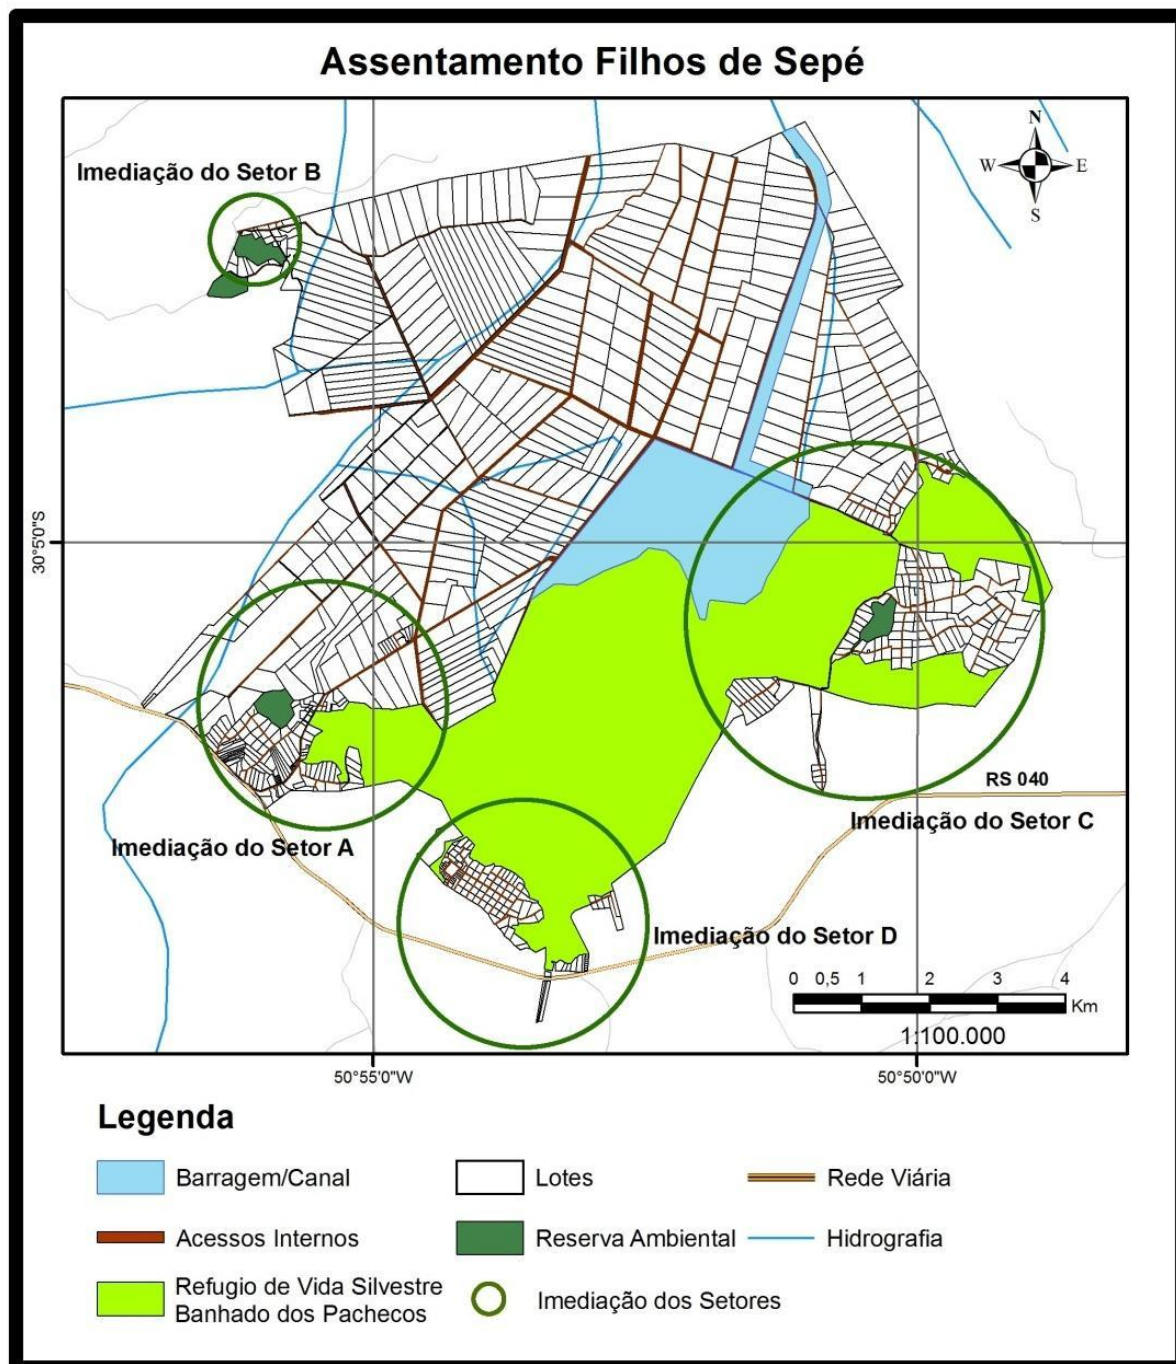 Assentamento Filhos de Sepé
Imediação do Setor B
N
W E
S
30°5'0"S
RS 040
Imediação do Setor C
Imediação do Setor A
Imediação do Setor D
0 0,5 1 2 3 4
Km
1:100.000
50°55'0"W 50°50'0"W
Legenda
Barragem/Canal Lotes Rede Viária
Acessos Internos Reserva Ambiental Hidrografia
Refugio de Vida Silvestre
Banhado dos Pachecos Imediação dos Setores